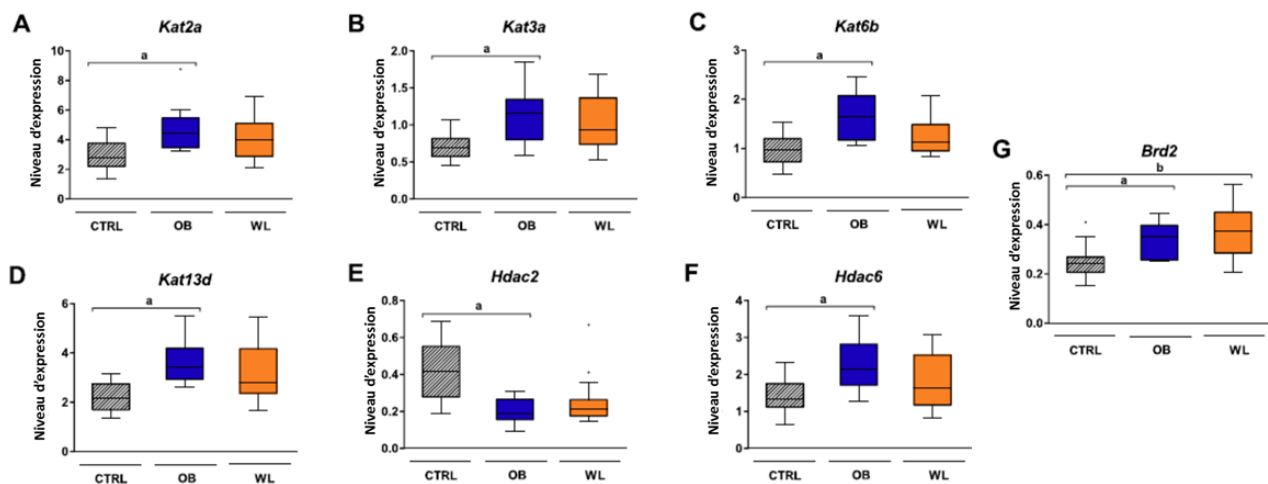 A
Kat2a
Niveau d'expression
10
8
6
4
2
0
a
CTRL OB WL
B
Kat3a
Niveau d'expression
2.0
1.5
1.0
0.5
0.0
a
CTRL OB WL
C
Kat6b
Niveau d'expression
3
2
1
0
a
CTRL OB WL
D
Kat13d
Niveau d'expression
6
4
2
0
a
CTRL OB WL
E
Hdac2
Niveau d'expression
0.8
0.6
0.4
0.2
0.0
a
CTRL OB WL
F
Hdac6
Niveau d'expression
4
3
2
1
0
a
CTRL OB WL
G
Brd2
Niveau d'expression
0.6
0.4
0.2
0.0
b
a
CTRL OB WL